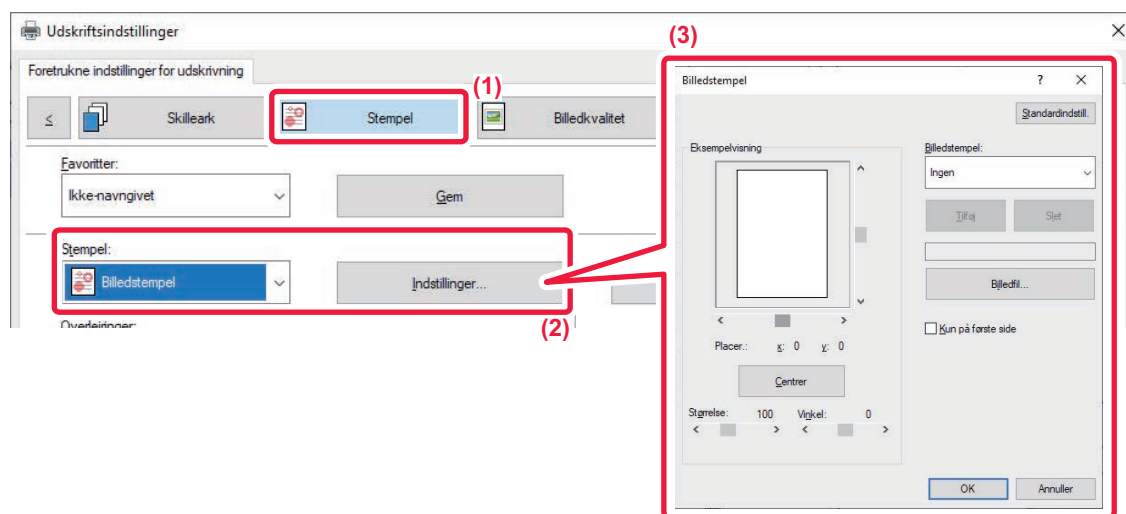 Udskriftsindstillinger
Foretrukne indstillinger for udskrivning
(1)
<
Skilleark
Stempel
Billedkvalitet
Favoritter:
Ikke-navngivet
Gem
Stempel:
Billedstempel
Indstillinger...
(2)
Overlejringer:
(3)
Billedstempel
?
Standardindstill.
Eksempelvisning
Billedstempel:
Ingen
Tilføj
Slet
Billedfil...
Kun på første side
Placer.: x: 0 y: 0
Centrer
Størrelse: 100 Vinkel: 0
OK
Annuller